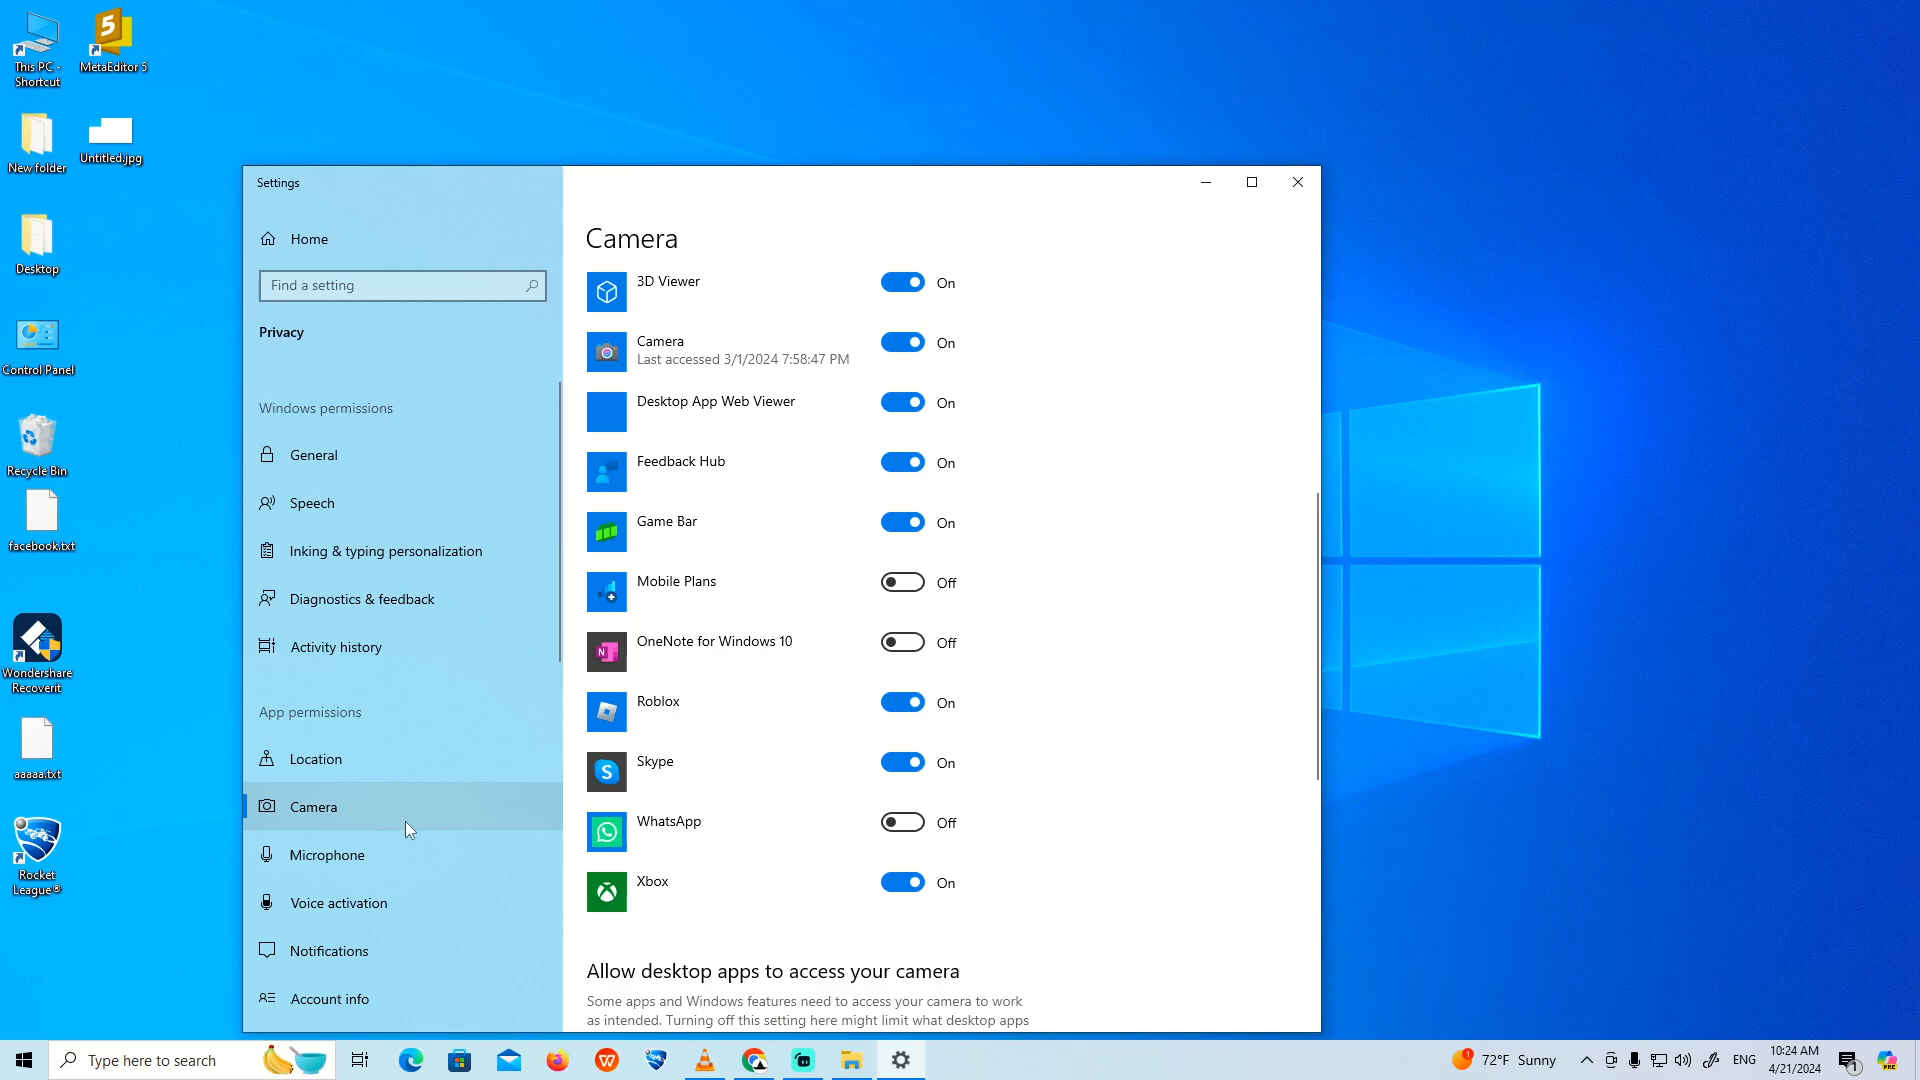 This PC -
Shortcut
MetaEditor 5
New folder
Untitled.jpg
Desktop
Control Panel
Recycle Bin
facebook.txt
Wondershare
Recoverit
aaaaa.txt
Rocket
League®
Settings
Home
Find a setting
Privacy
Windows permissions
General
Speech
Inking & typing personalization
Diagnostics & feedback
Activity history
App permissions
Location
Camera
Microphone
Voice activation
Notifications
Account info
Camera
3D Viewer
On
Camera
Last accessed 3/1/2024 7:58:47 PM
On
Desktop App Web Viewer
On
Feedback Hub
On
Game Bar
On
Mobile Plans
Off
OneNote for Windows 10
Off
Roblox
On
Skype
On
WhatsApp
Off
Xbox
On
Allow desktop apps to access your camera
Some apps and Windows features need to access your camera to work
as intended. Turning off this setting here might limit what desktop apps
Type here to search
1
72°F Sunny
ENG
10:24 AM
4/21/2024
1
PRE